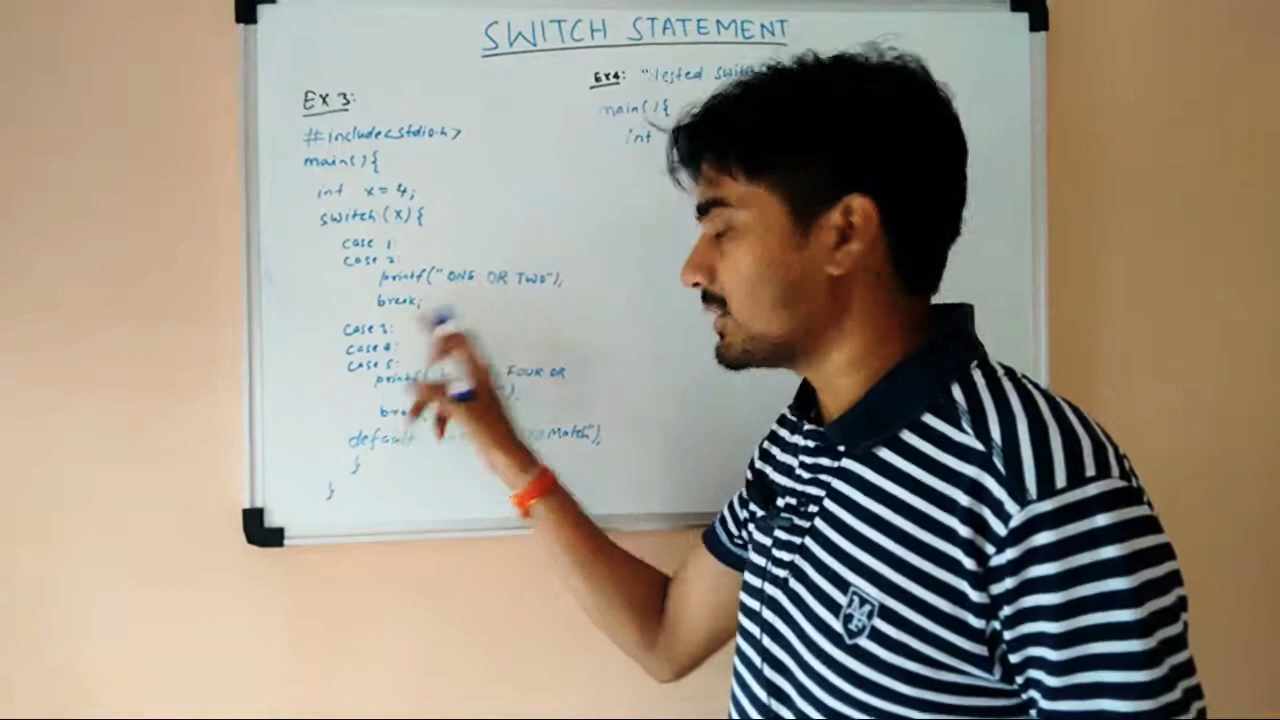 SWITCH STATEMENT
Ex 3:
#include<stdio.h>
main(){
int x=4;
switch(x){
case 1:
case 2:
printf("ONE OR TWO");
break;
case 3:
case 4:
case 5:
FOUR OR
);
default
Match");
}
}
Ex4:
main(){
int
MF